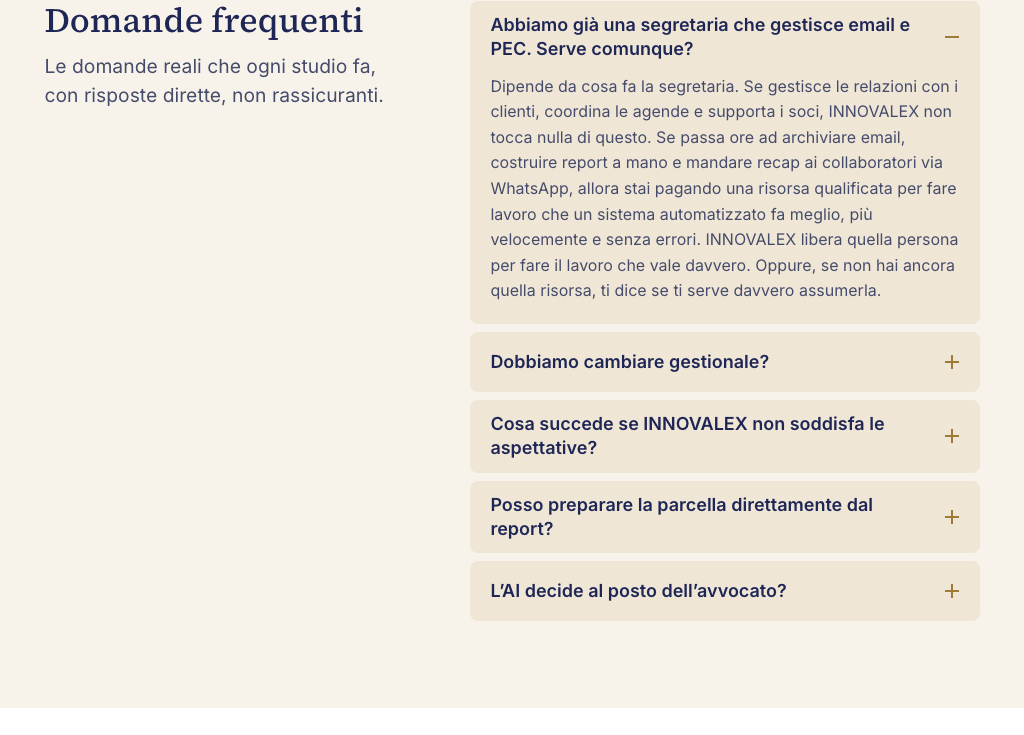 Domande frequenti
Le domande reali che ogni studio fa,
con risposte dirette, non rassicuranti.
Abbiamo già una segretaria che gestisce email e
PEC. Serve comunque?
Dipende da cosa fa la segretaria. Se gestisce le relazioni con i
clienti, coordina le agende e supporta i soci, INNOVALEX non
tocca nulla di questo. Se passa ore ad archiviare email,
costruire report a mano e mandare recap ai collaboratori via
WhatsApp, allora stai pagando una risorsa qualificata per fare
lavoro che un sistema automatizzato fa meglio, più
velocemente e senza errori. INNOVALEX libera quella persona
per fare il lavoro che vale davvero. Oppure, se non hai ancora
quella risorsa, ti dice se ti serve davvero assumerla.
Dobbiamo cambiare gestionale?
Cosa succede se INNOVALEX non soddisfa le
aspettative?
Posso preparare la parcella direttamente dal
report?
L’AI decide al posto dell’avvocato?